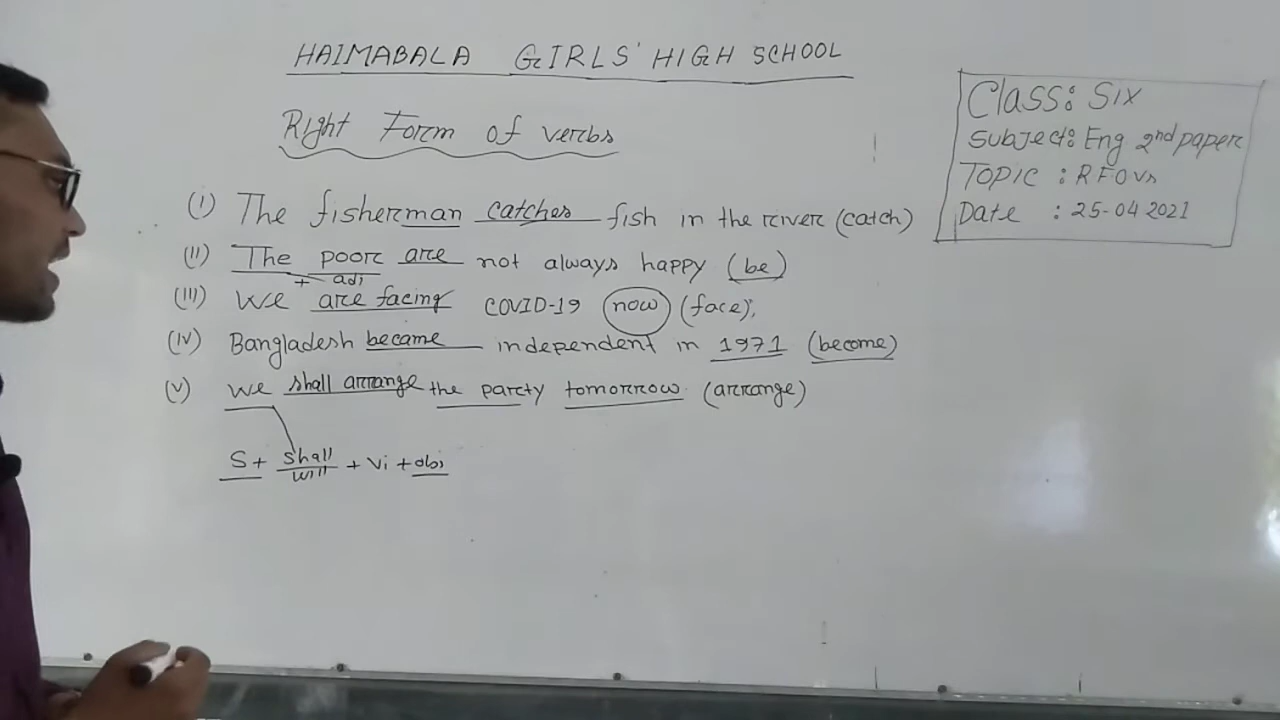 HAIMABALA GIRLS' HIGH SCHOOL
Right Form of verbs
Class: Six
Subject: Eng 2nd paper
Topic : RFOVs
Date : 25-04 2021
(i) The fisherman catches fish in the river (catch)
(ii) The poor are not always happy (be)
+ adj
(iii) We are facing COVID-19 now (face);
(iv) Bangladesh became independent in 1971 (become)
(v) we shall arrange the party tomorrow (arrange)
S + shall/will + Vi + obj